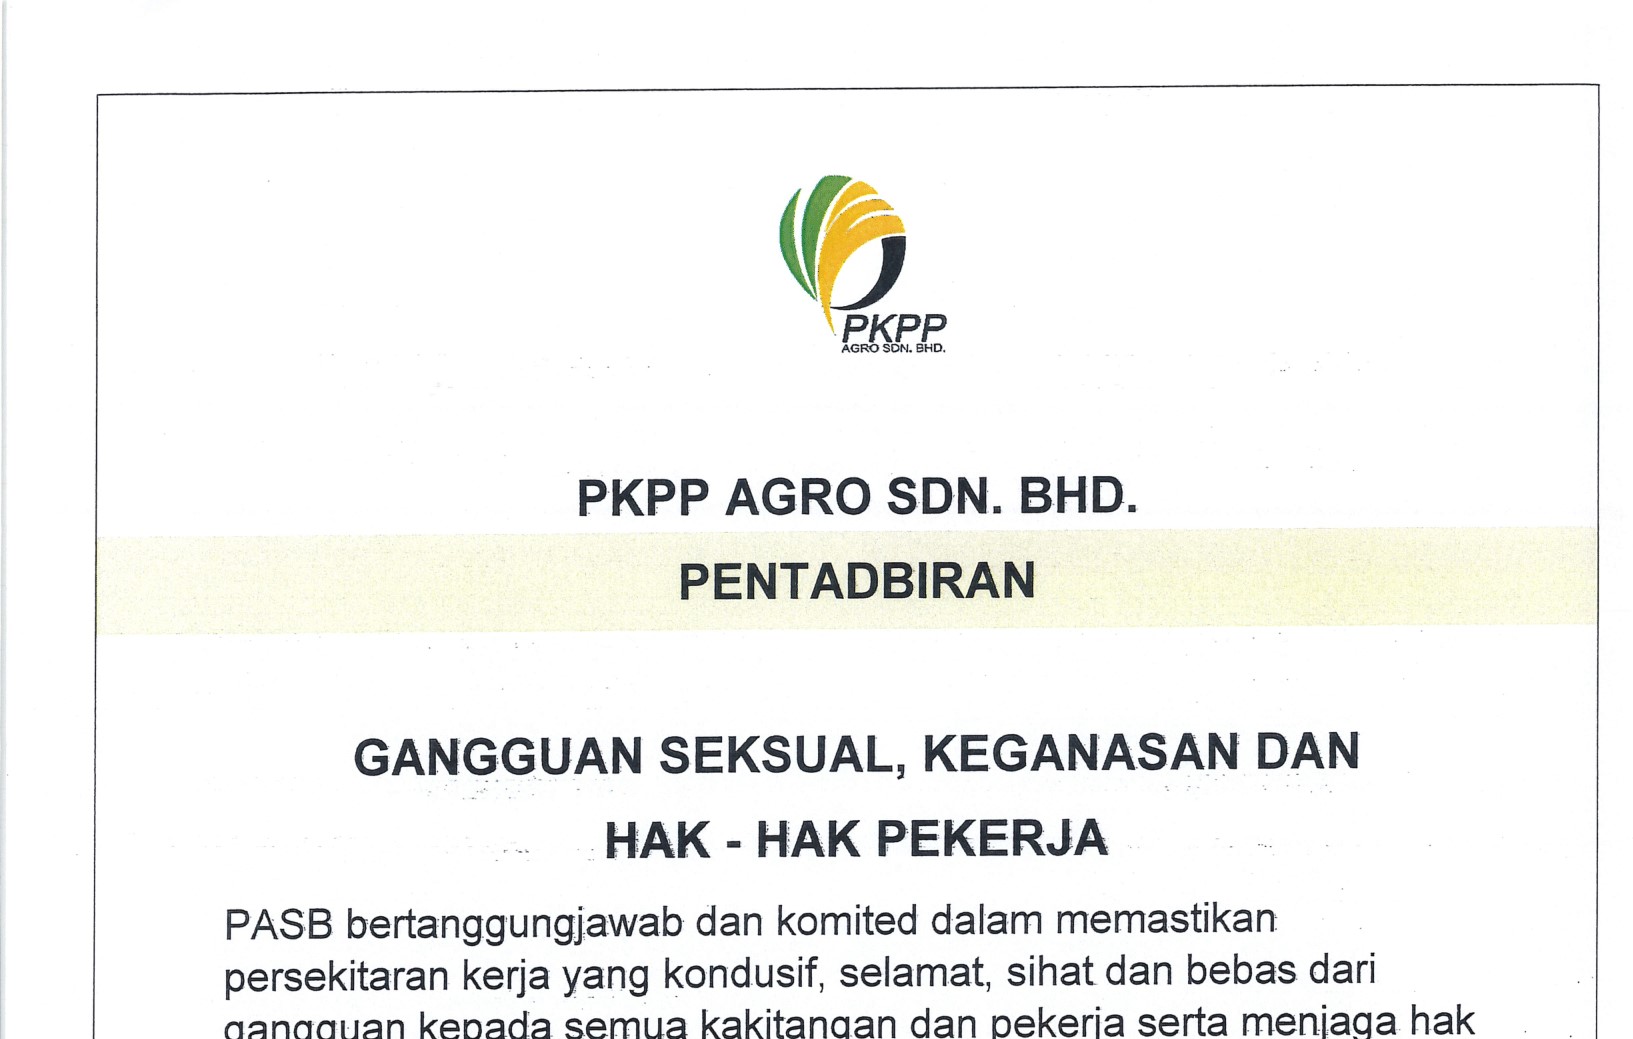 PKPP
AGRO SDN. BHD.
PKPP AGRO SDN. BHD.
PENTADBIRAN
GANGGUAN SEKSUAL, KEGANASAN DAN
HAK - HAK PEKERJA
PASB bertanggungjawab dan komited dalam memastikan
persekitaran kerja yang kondusif, selamat, sihat dan bebas dari
gangguan kepada semua kakitangan dan pekerja serta menjaga hak